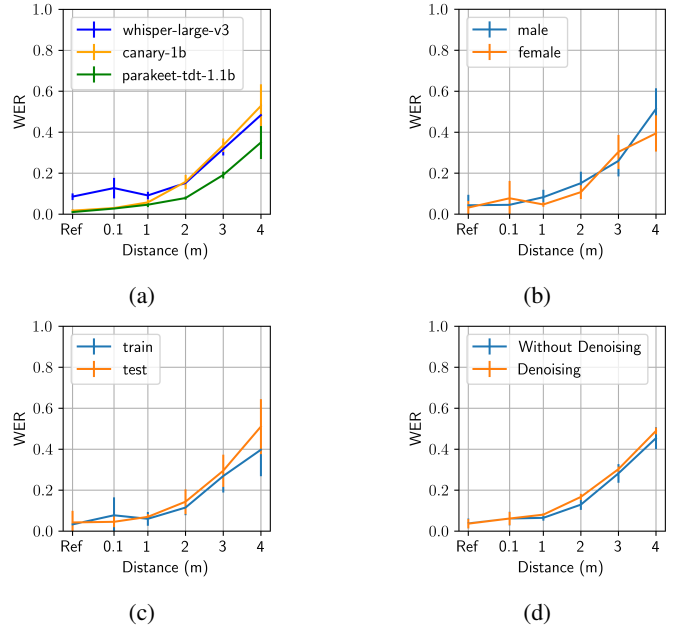 1.0
0.8
0.6
0.4
0.2
0.0
WER
whisper-large-v3
canary-1b
parakeet-tdt-1.1b
Ref 0.1 1 2 3 4
Distance (m)
(a)
1.0
0.8
0.6
0.4
0.2
0.0
WER
male
female
Ref 0.1 1 2 3 4
Distance (m)
(b)
1.0
0.8
0.6
0.4
0.2
0.0
WER
train
test
Ref 0.1 1 2 3 4
Distance (m)
(c)
1.0
0.8
0.6
0.4
0.2
0.0
WER
Without Denoising
Denoising
Ref 0.1 1 2 3 4
Distance (m)
(d)